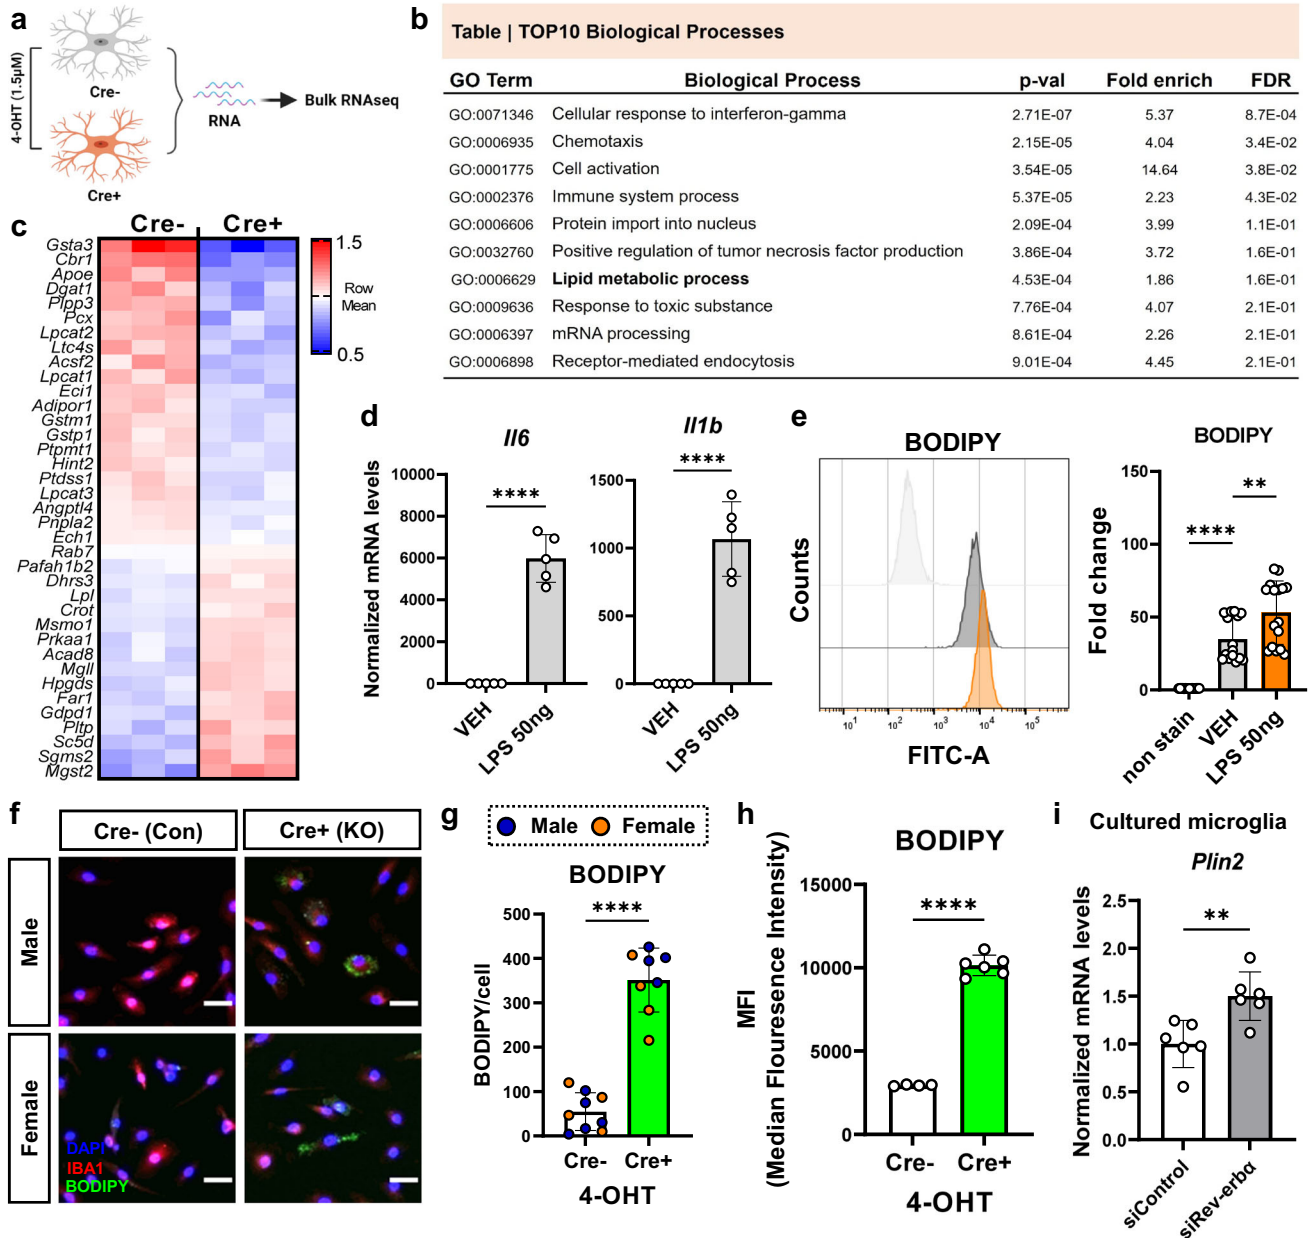 a
4-OHT (1.5µM)
Cre-
Cre+
RNA
Bulk RNAseq
b
Table | TOP10 Biological Processes
GO Term Biological Process p-val Fold enrich FDR
GO:0071346 Cellular response to interferon-gamma 2.71E-07 5.37 8.7E-04
GO:0006935 Chemotaxis 2.15E-05 4.04 3.4E-02
GO:0001775 Cell activation 3.54E-05 14.64 3.8E-02
GO:0002376 Immune system process 5.37E-05 2.23 4.3E-02
GO:0006606 Protein import into nucleus 2.09E-04 3.99 1.1E-01
GO:0032760 Positive regulation of tumor necrosis factor production 3.86E-04 3.72 1.6E-01
GO:0006629 Lipid metabolic process 4.53E-04 1.86 1.6E-01
GO:0009636 Response to toxic substance 7.76E-04 4.07 2.1E-01
GO:0006397 mRNA processing 8.61E-04 2.26 2.1E-01
GO:0006898 Receptor-mediated endocytosis 9.01E-04 4.45 2.1E-01
c
Cre- Cre+
Gsta3
Cbr1
Apoe
Dgat1
Plpp3
Pcx
Lpcat2
Ltc4s
Acsf2
Lpcat1
Eci1
Adipor1
Gstm1
Gstp1
Ptpmt1
Hint2
Ptdss1
Lpcat3
Angptl4
Pnpla2
Ech1
Rab7
Pafah1b2
Dhrs3
Lpl
Crot
Msmo1
Prkaa1
Acad8
Mgll
Hpgds
Far1
Gdpd1
Pltp
Sc5d
Sgms2
Mgst2
1.5
Row
Mean
0.5
d
Il6
Normalized mRNA levels
10000
8000
6000
4000
2000
0
****
VEH
LPS 50ng
Il1b
1500
1000
500
0
****
VEH
LPS 50ng
e
BODIPY
Counts
10¹ 10² 10³ 10⁴ 10⁵
FITC-A
BODIPY
Fold change
150
100
50
0
****
**
non stain
VEH
LPS 50ng
f
Cre- (Con) Cre+ (KO)
Male
Female
DAPI
IBA1
BODIPY
g
Male Female
BODIPY
BODIPY/cell
500
400
300
200
100
0
****
Cre- Cre+
4-OHT
h
BODIPY
MFI
(Median Flouresence Intensity)
15000
10000
5000
0
****
Cre- Cre+
4-OHT
i
Cultured microglia
Plin2
Normalized mRNA levels
2.5
2.0
1.5
1.0
0.5
0.0
**
siControl
siRev-erbα